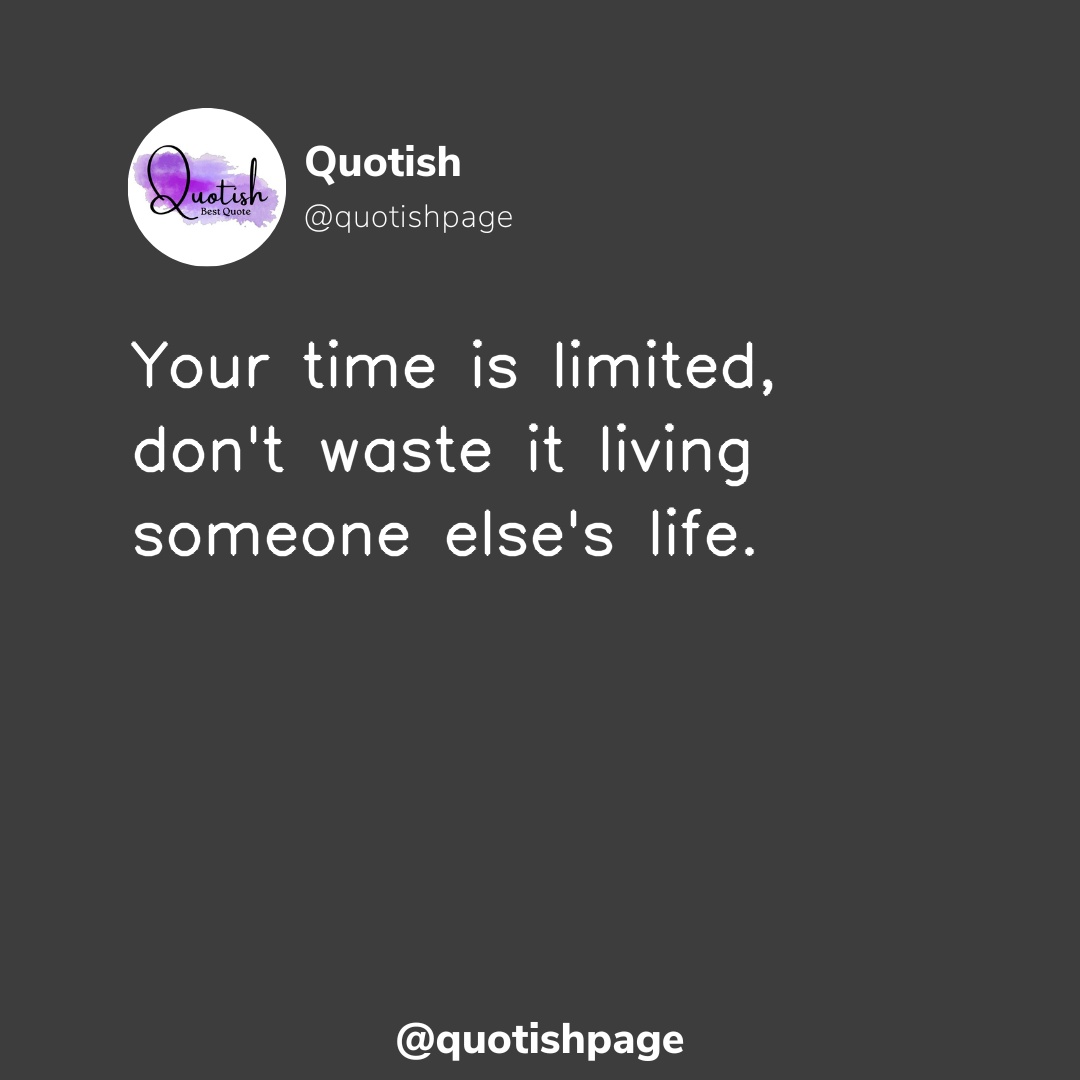 Quotish
Best Quote
Quotish
@quotishpage
Your time is limited,
don't waste it living
someone else's life.
@quotishpage